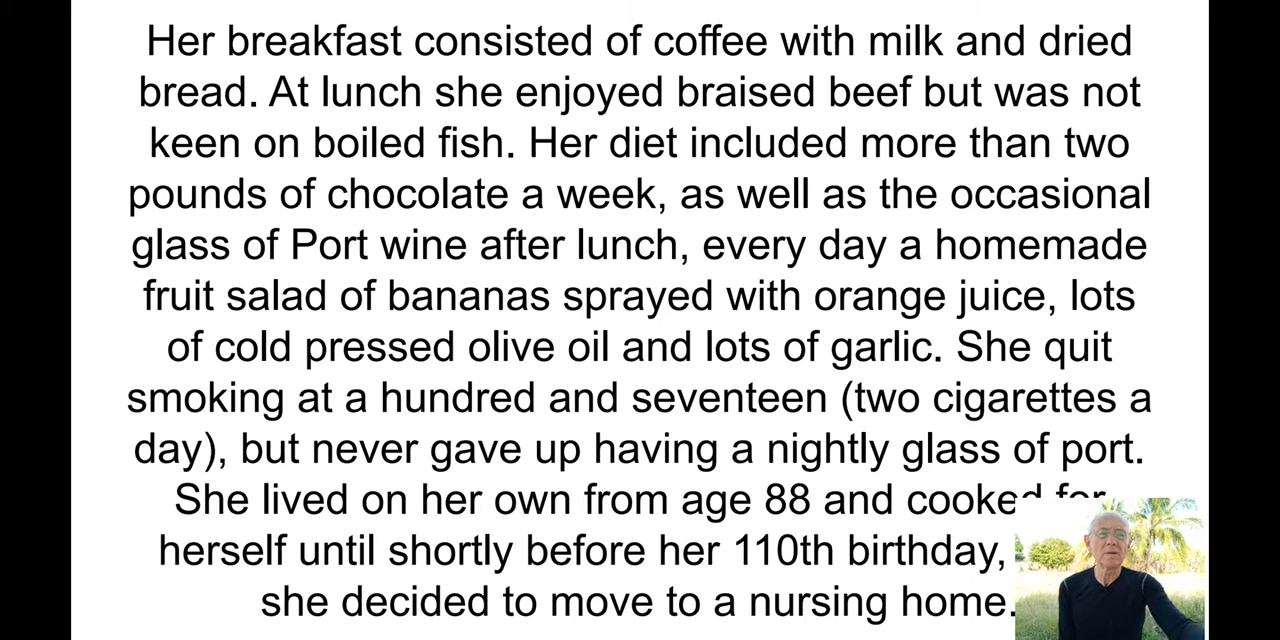 Her breakfast consisted of coffee with milk and dried
bread. At lunch she enjoyed braised beef but was not
keen on boiled fish. Her diet included more than two
pounds of chocolate a week, as well as the occasional
glass of Port wine after lunch, every day a homemade
fruit salad of bananas sprayed with orange juice, lots
of cold pressed olive oil and lots of garlic. She quit
smoking at a hundred and seventeen (two cigarettes a
day), but never gave up having a nightly glass of port.
She lived on her own from age 88 and cooked for
herself until shortly before her 110th birthday,
she decided to move to a nursing home.